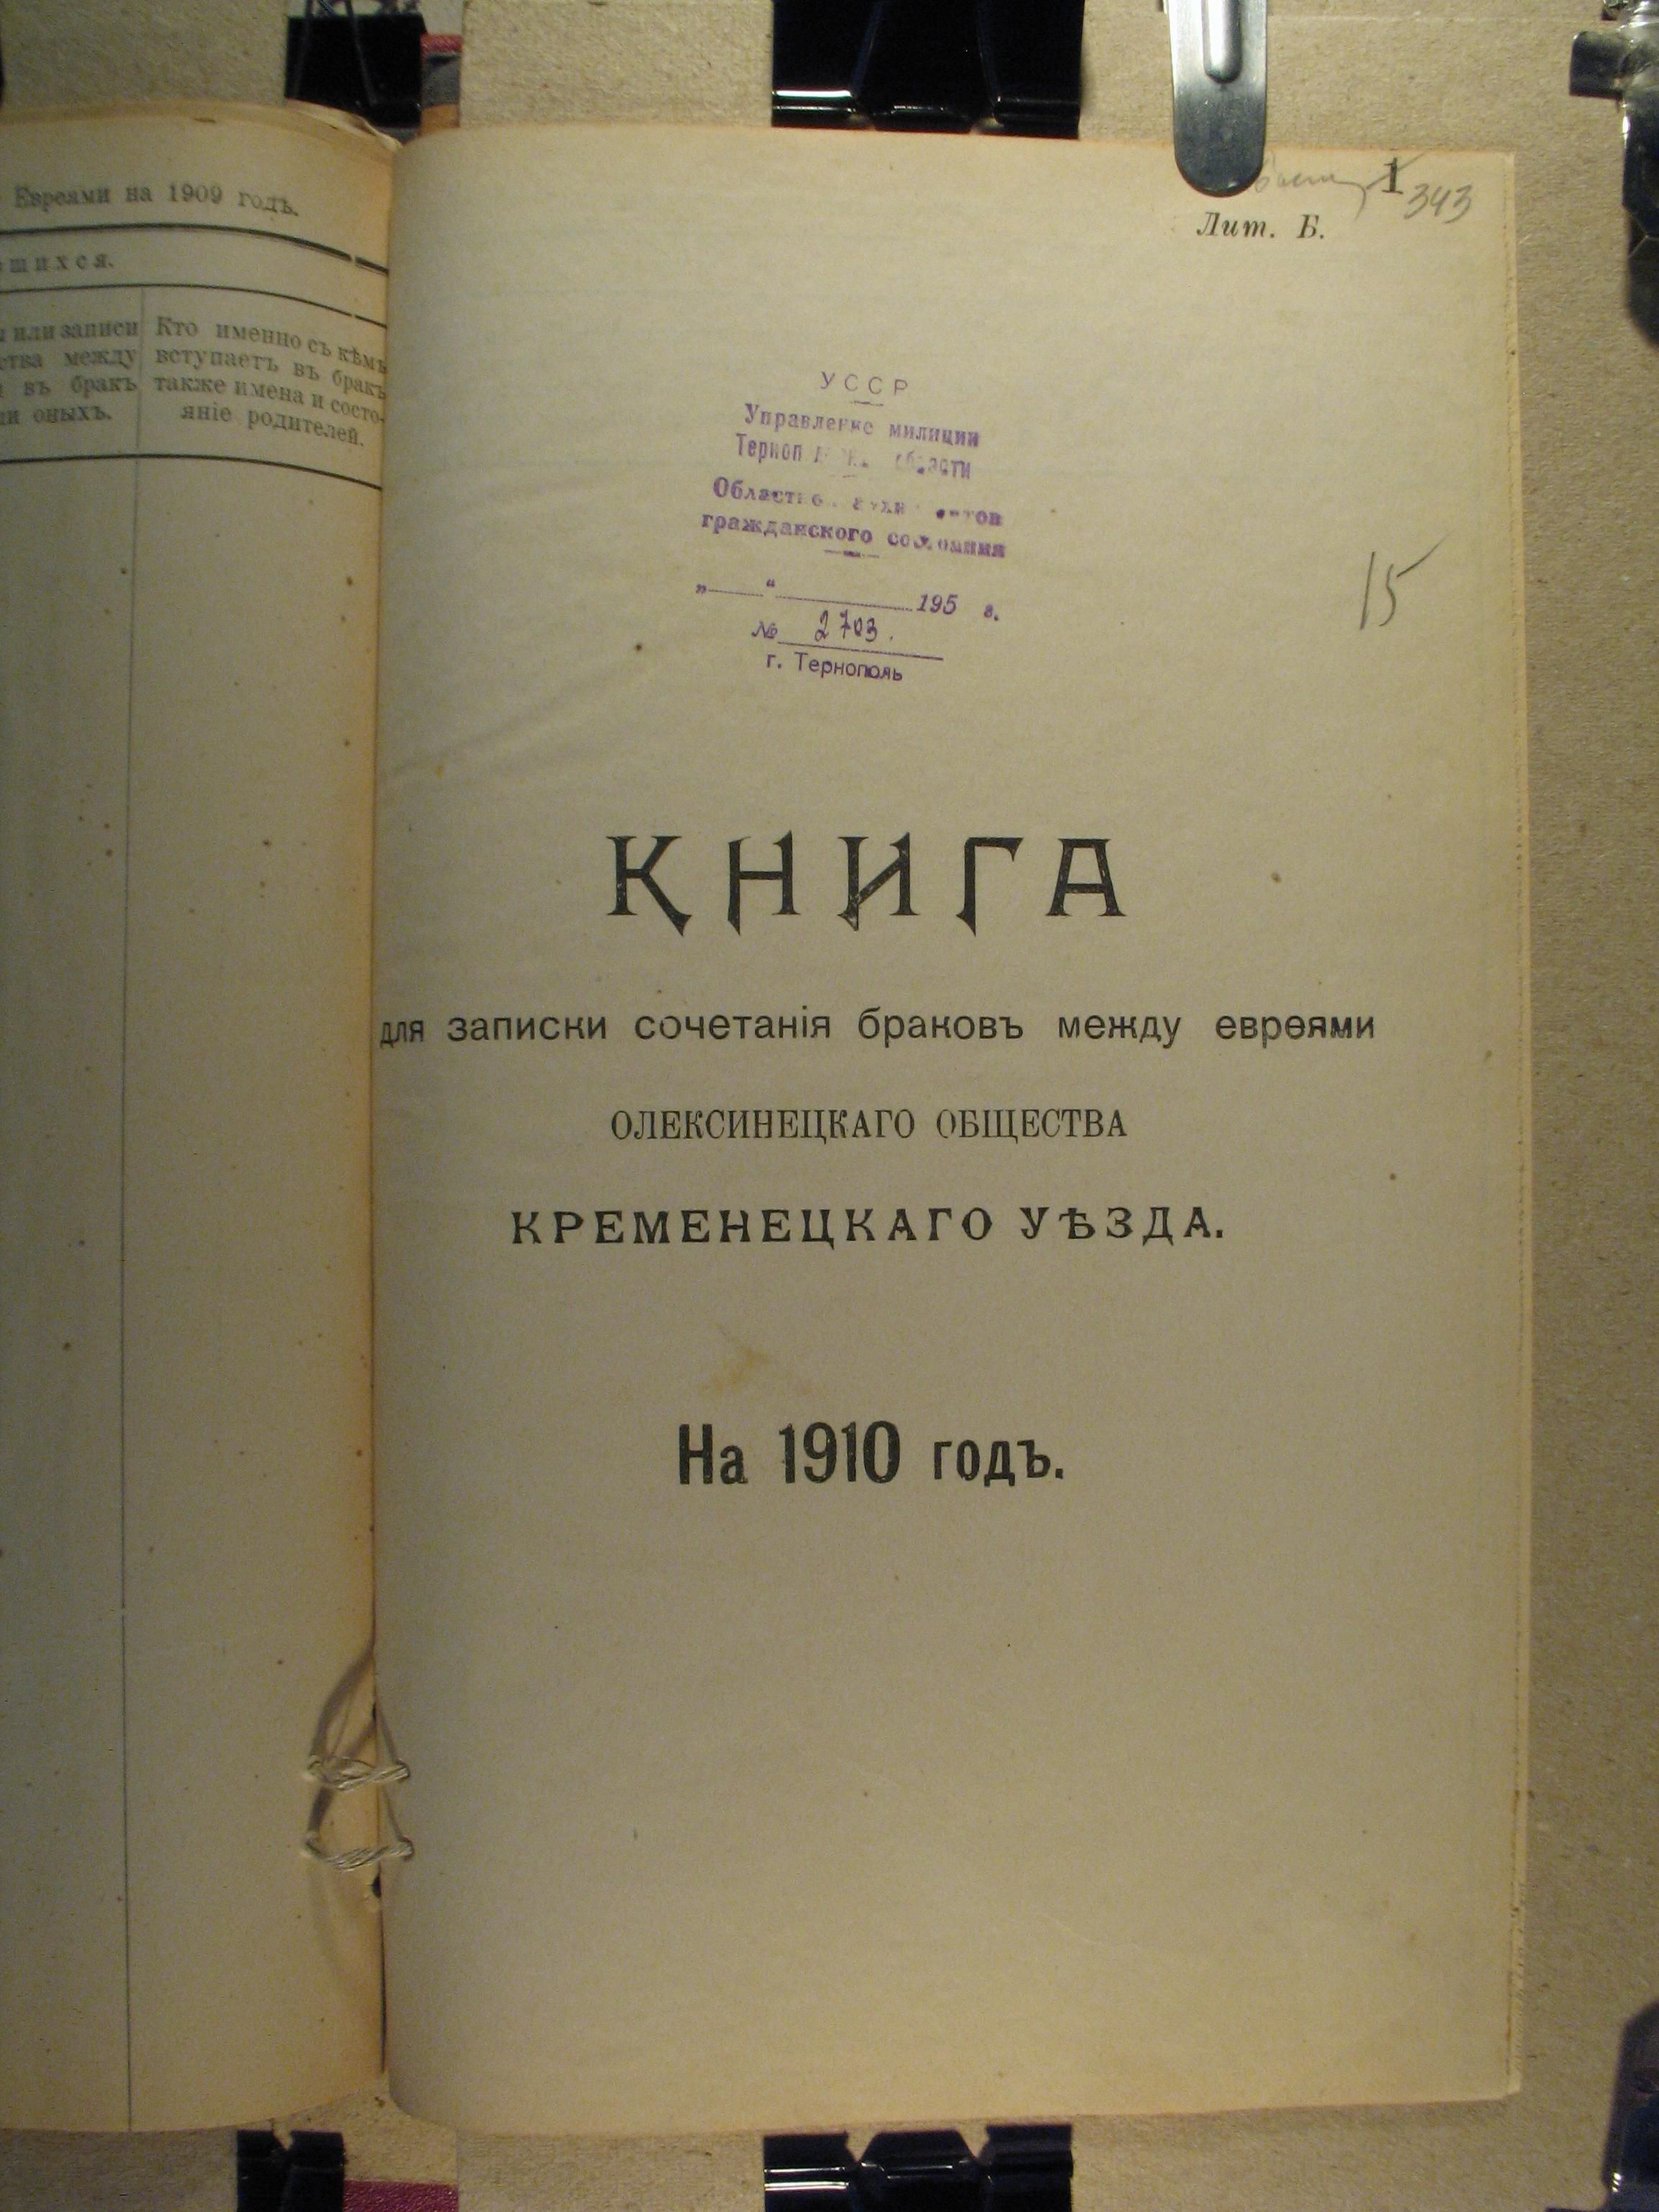 Евреями на 1909 годъ.
шихся.
или записи
ства между
въ бракъ
оныхъ.
Кто именно съ кѣмъ
вступаетъ въ бракъ
также имена и состо-
яніе родителей.
1
343
Лит. Б.
УССР
Управление милиции
области
гражданского состояния
„ “ 195 г.
№ 2703.
г. Тернополь
15
КНИГА
для записки сочетанія браковъ между евреями
ОЛЕКСИНЕЦКАГО ОБЩЕСТВА
КРЕМЕНЕЦКАГО УѢЗДА.
На 1910 годъ.